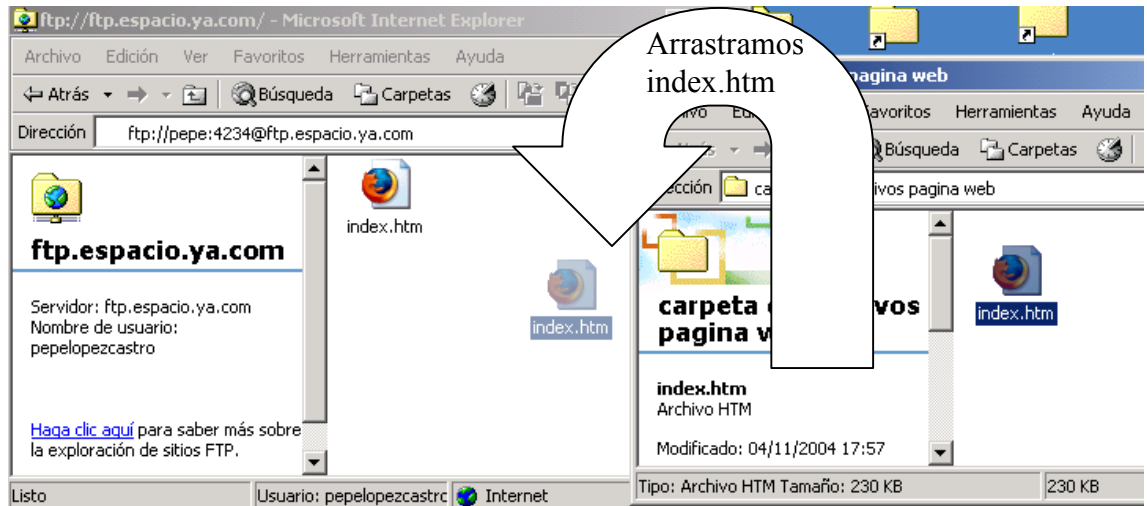 ftp://ftp.espacio.ya.com/ - Microsoft Internet Explorer
Archivo Edición Ver Favoritos Herramientas Ayuda
Atrás Búsqueda Carpetas
Dirección ftp://pepe:4234@ftp.espacio.ya.com
ftp.espacio.ya.com
Servidor: ftp.espacio.ya.com
Nombre de usuario:
pepelopezcastro
Haga clic aquí para saber más sobre
la exploración de sitios FTP.
index.htm
index.htm
Listo Usuario: pepelopezcastro Internet
Arrastramos
index.htm
pagina web
Favoritos Herramientas Ayuda
Búsqueda Carpetas
pagina web
carpeta
pagina
index.htm
Archivo HTM
Modificado: 04/11/2004 17:57
index.htm
Tipo: Archivo HTM Tamaño: 230 KB 230 KB